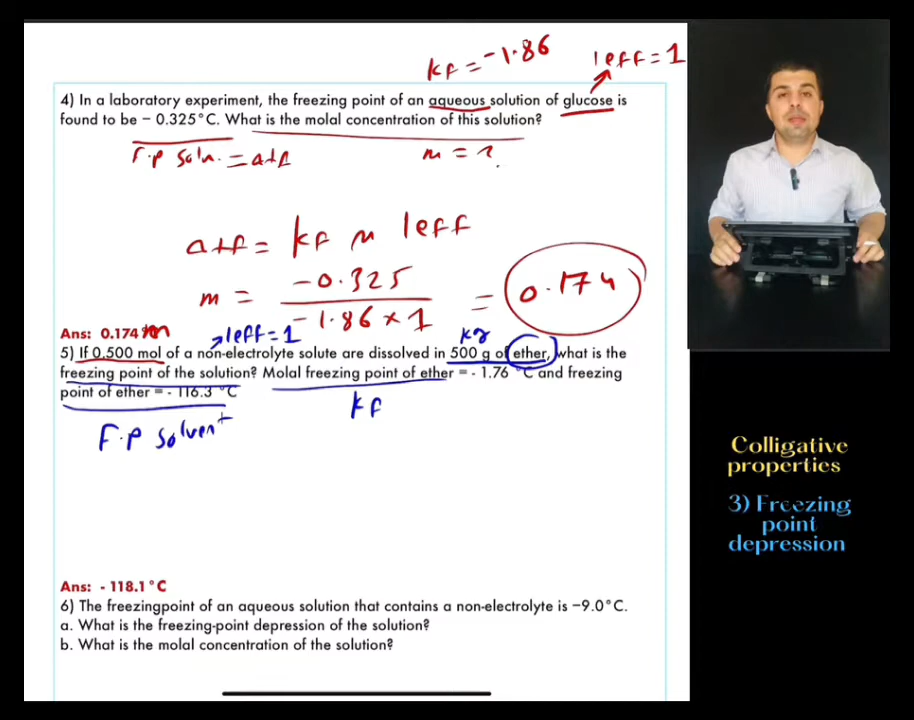 kf = -1.86
ieff = 1
4) In a laboratory experiment, the freezing point of an aqueous solution of glucose is
found to be − 0.325°C. What is the molal concentration of this solution?
F.P soln. = ∆tf
m = ?
∆tf = kf m ieff
m = -0.325 / -1.86 × 1 = 0.174
Ans: 0.174 m
ieff = 1
kg
5) If 0.500 mol of a non-electrolyte solute are dissolved in 500 g of ether, what is the
freezing point of the solution? Molal freezing point of ether = - 1.76 °C and freezing
point of ether = - 116.3 °C
kf
F.P solvent
Colligative
properties
3) Freezing
point
depression
Ans: - 118.1°C
6) The freezingpoint of an aqueous solution that contains a non-electrolyte is −9.0°C.
a. What is the freezing-point depression of the solution?
b. What is the molal concentration of the solution?